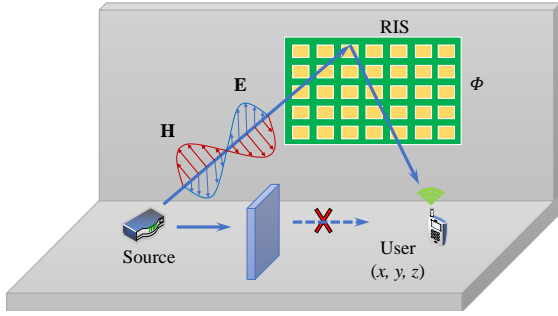 RIS
E
Φ
H
Source
User
(x, y, z)